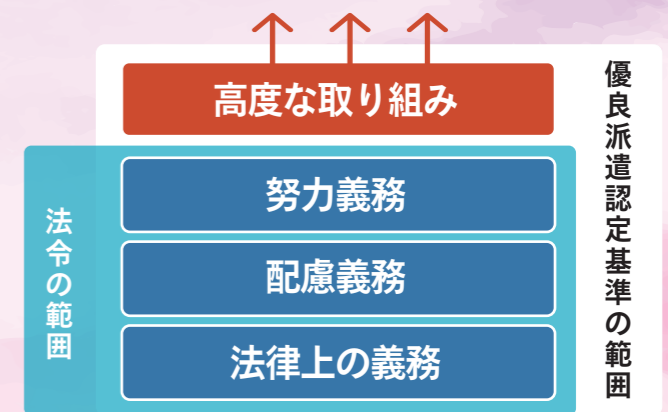 高度な取り組み
努力義務
配慮義務
法律上の義務
法令の範囲
優良派遣認定基準の範囲